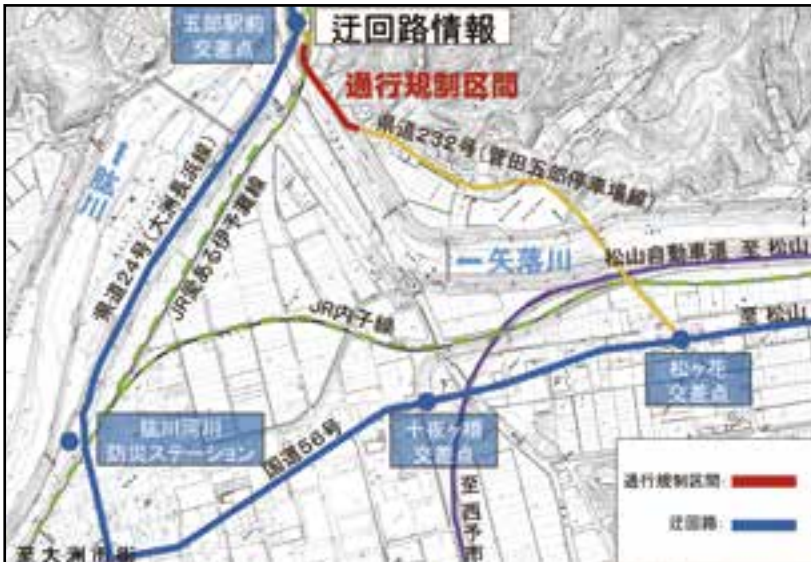 五郎駅前
交差点
迂回路情報
通行規制区間
県道232号(菅田五郎停車場線)
肱川
県道24号(大洲長浜線)
JR愛ある伊予灘線
矢落川
松山自動車道 至 松山
JR内子線
至 松山
松ヶ花
交差点
肱川河川
防災ステーション
国道56号
十夜ヶ橋
交差点
至 西予市
至 大洲市街
通行規制区間:
迂回路: